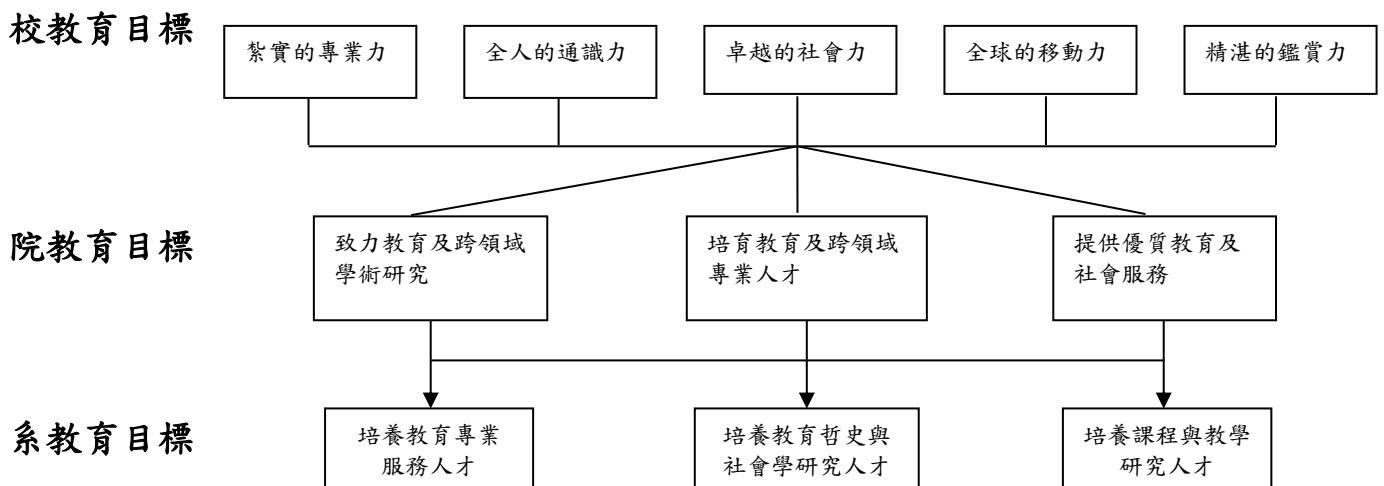 校教育目標
紮實的專業力
全人的通識力
卓越的社會力
全球的移動力
精湛的鑑賞力
院教育目標
致力教育及跨領域
學術研究
培育教育及跨領域
專業人才
提供優質教育及
社會服務
系教育目標
培養教育專業
服務人才
培養教育哲史與
社會學研究人才
培養課程與教學
研究人才